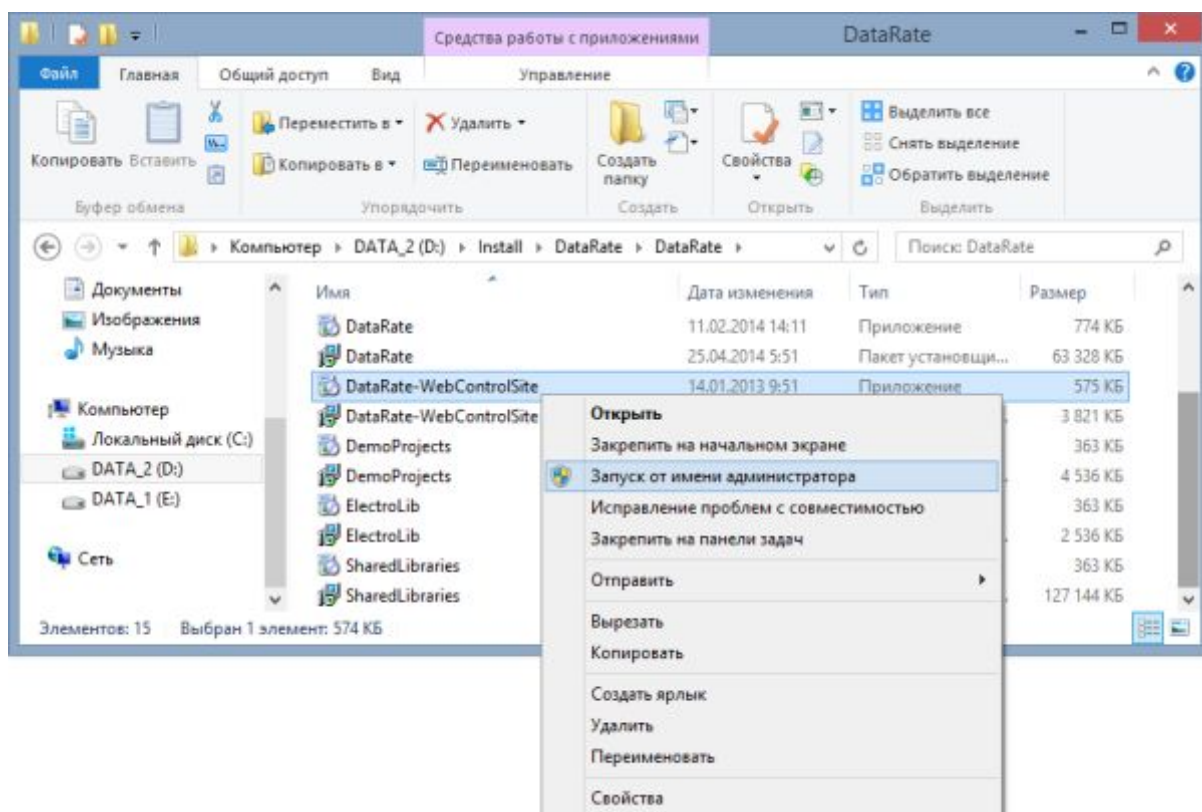 Средства работы с приложениями DataRate
Файл Главная Общий доступ Вид Управление
Копировать Вставить Переместить в Удалить Создать папку Свойства Выделить все
Копировать в Переименовать Снять выделение
Обратить выделение
Буфер обмена Упорядочить Создать Открыть Выделить
Компьютер DATA_2 (D:) Install DataRate DataRate Поиск: DataRate
Документы
Изображения
Музыка
Компьютер
Локальный диск (C:)
DATA_2 (D:)
DATA_1 (E:)
Сеть
Имя Дата изменения Тип Размер
DataRate 11.02.2014 14:11 Приложение 774 КБ
DataRate 25.04.2014 5:51 Пакет установщи... 63 328 КБ
DataRate-WebControlSite 14.01.2013 9:51 Приложение 575 КБ
DataRate-WebControlSite 3 821 КБ
DemoProjects 363 КБ
DemoProjects 4 536 КБ
ElectroLib 363 КБ
ElectroLib 2 536 КБ
SharedLibraries 363 КБ
SharedLibraries 127 144 КБ
Элементов: 15 Выбран 1 элемент: 574 КБ
Открыть
Закрепить на начальном экране
Запуск от имени администратора
Исправление проблем с совместимостью
Закрепить на панели задач
Отправить
Вырезать
Копировать
Создать ярлык
Удалить
Переименовать
Свойства